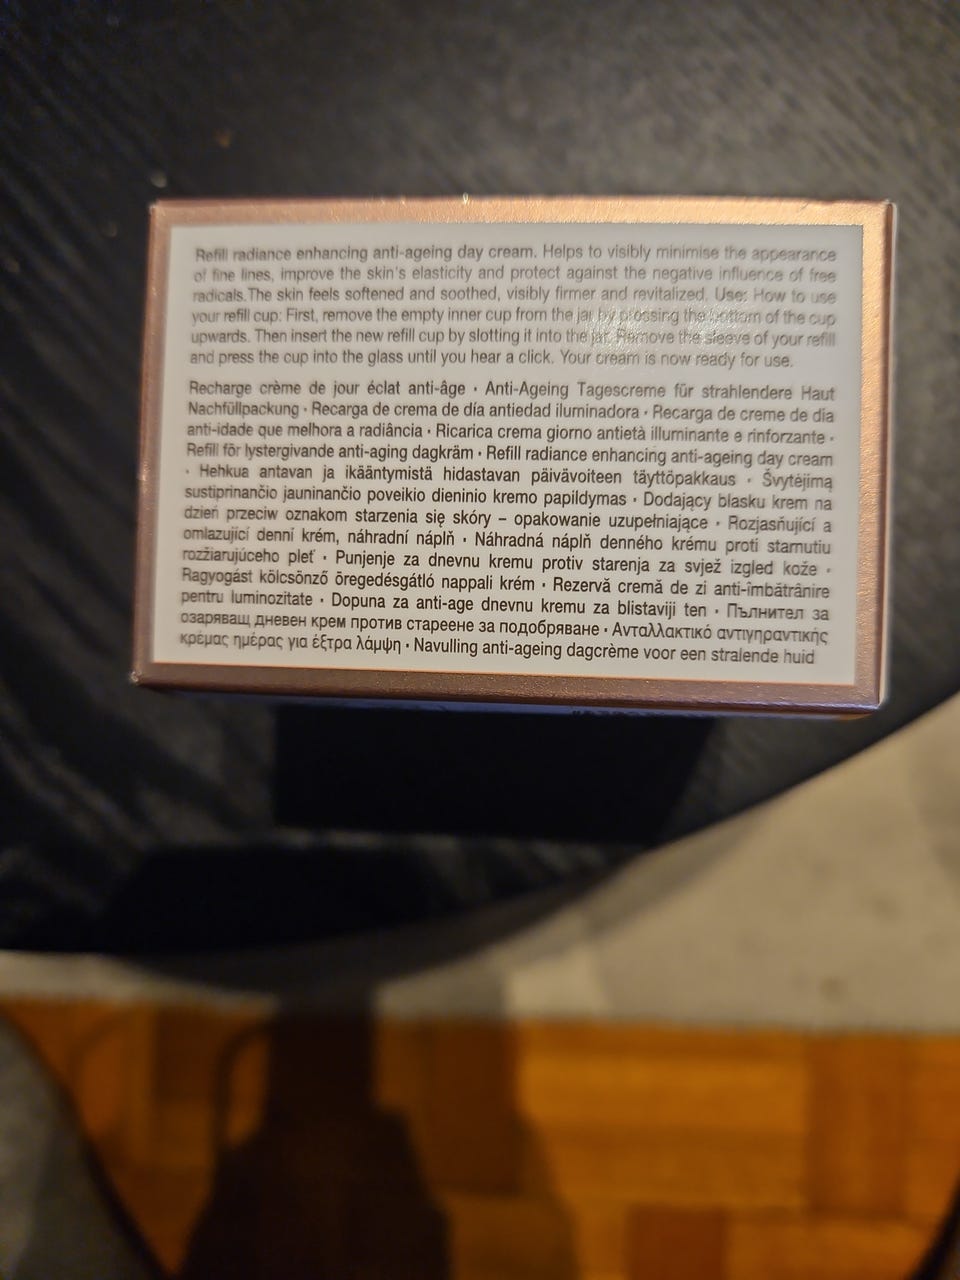 Refill radiance enhancing anti-ageing day cream. Helps to visibly minimise the appearance
of fine lines, improve the skin's elasticity and protect against the negative influence of free
radicals.The skin feels softened and soothed, visibly firmer and revitalized. Use: How to use
your refill cup: First, remove the empty inner cup from the jar by pressing the bottom of the cup
upwards. Then insert the new refill cup by slotting it into the jar. Remove the sleeve of your refill
and press the cup into the glass until you hear a click. Your cream is now ready for use.
Recharge crème de jour éclat anti-âge · Anti-Ageing Tagescreme für strahlendere Haut
Nachfüllpackung · Recarga de crema de día antiedad iluminadora · Recarga de creme de dia
anti-idade que melhora a radiância · Ricarica crema giorno antietà illuminante e rinforzante ·
Refill för lystergivande anti-aging dagkräm · Refill radiance enhancing anti-ageing day cream
· Hehkua antavan ja ikääntymistä hidastavan päivävoiteen täyttöpakkaus · Švytėjimą
sustiprinančio jauninančio poveikio dieninio kremo papildymas · Dodający blasku krem na
dzień przeciw oznakom starzenia się skóry – opakowanie uzupełniające · Rozjasňující a
omlazující denní krém, náhradní náplň · Náhradná náplň denného krému proti starnutiu
rozžiarujúceho pleť · Punjenje za dnevnu kremu protiv starenja za svjež izgled kože ·
Ragyogást kölcsönző öregedésgátló nappali krém · Rezervă cremă de zi anti-îmbătrânire
pentru luminozitate · Dopuna za anti-age dnevnu kremu za blistaviji ten · Пълнител за
озаряващ дневен крем против стареене за подобряване · Ανταλλακτικό αντιγηραντικής
κρέμας ημέρας για έξτρα λάμψη · Navulling anti-ageing dagcrème voor een stralende huid